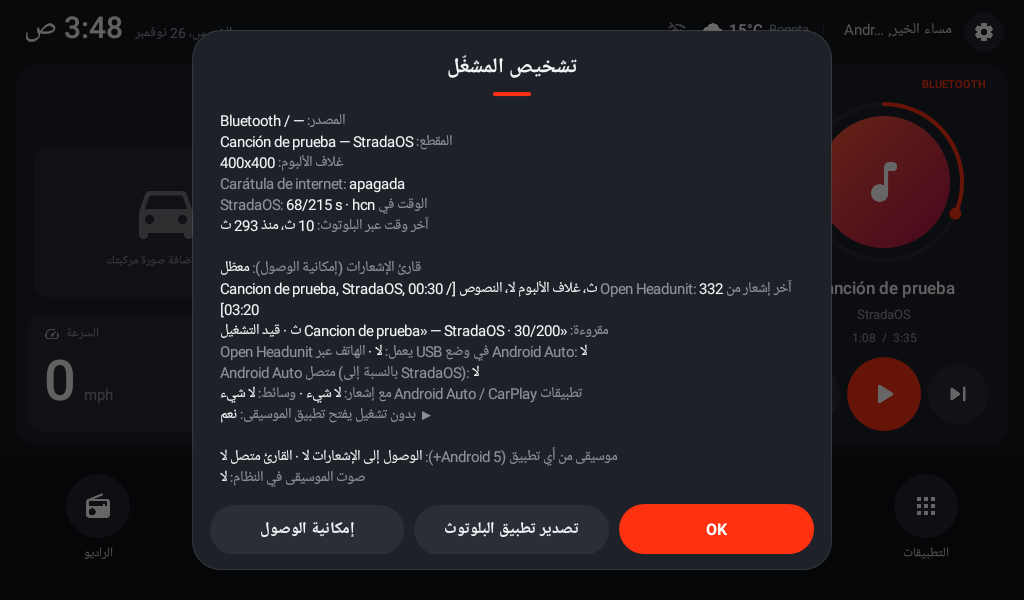 3:48 ص
26 نوفمبر
15°C Bogota
مساء الخير, Andr…
تشخيص المشغّل
المصدر: Bluetooth / —
المقطع: Canción de prueba — StradaOS
غلاف الألبوم: 400x400
Carátula de internet: apagada
الوقت في StradaOS: 68/215 s · hcn
آخر وقت عبر البلوتوث: 10 ث، منذ 293 ث
قارئ الإشعارات (إمكانية الوصول): معطّل
آخر إشعار من Open Headunit: 332 ث، غلاف الألبوم لا، النصوص [Cancion de prueba, StradaOS, 00:30 /
03:20]
مقروءة: «Cancion de prueba» — StradaOS · 30/200 ث · قيد التشغيل
Android Auto في وضع USB يعمل: لا · الهاتف عبر Open Headunit: لا
Android Auto متصل (بالنسبة إلى StradaOS): لا
تطبيقات Android Auto / CarPlay مع إشعار: لا شيء · وسائط: لا شيء
▶ بدون تشغيل يفتح تطبيق الموسيقى: نعم
موسيقى من أي تطبيق (Android 5+): الوصول إلى الإشعارات لا · القارئ متصل لا
صوت الموسيقى في النظام: لا
إمكانية الوصول
تصدير تطبيق البلوتوث
OK
إضافة صورة مركبتك
السرعة
0 mph
BLUETOOTH
StradaOS
1:08 / 3:35
الراديو
التطبيقات